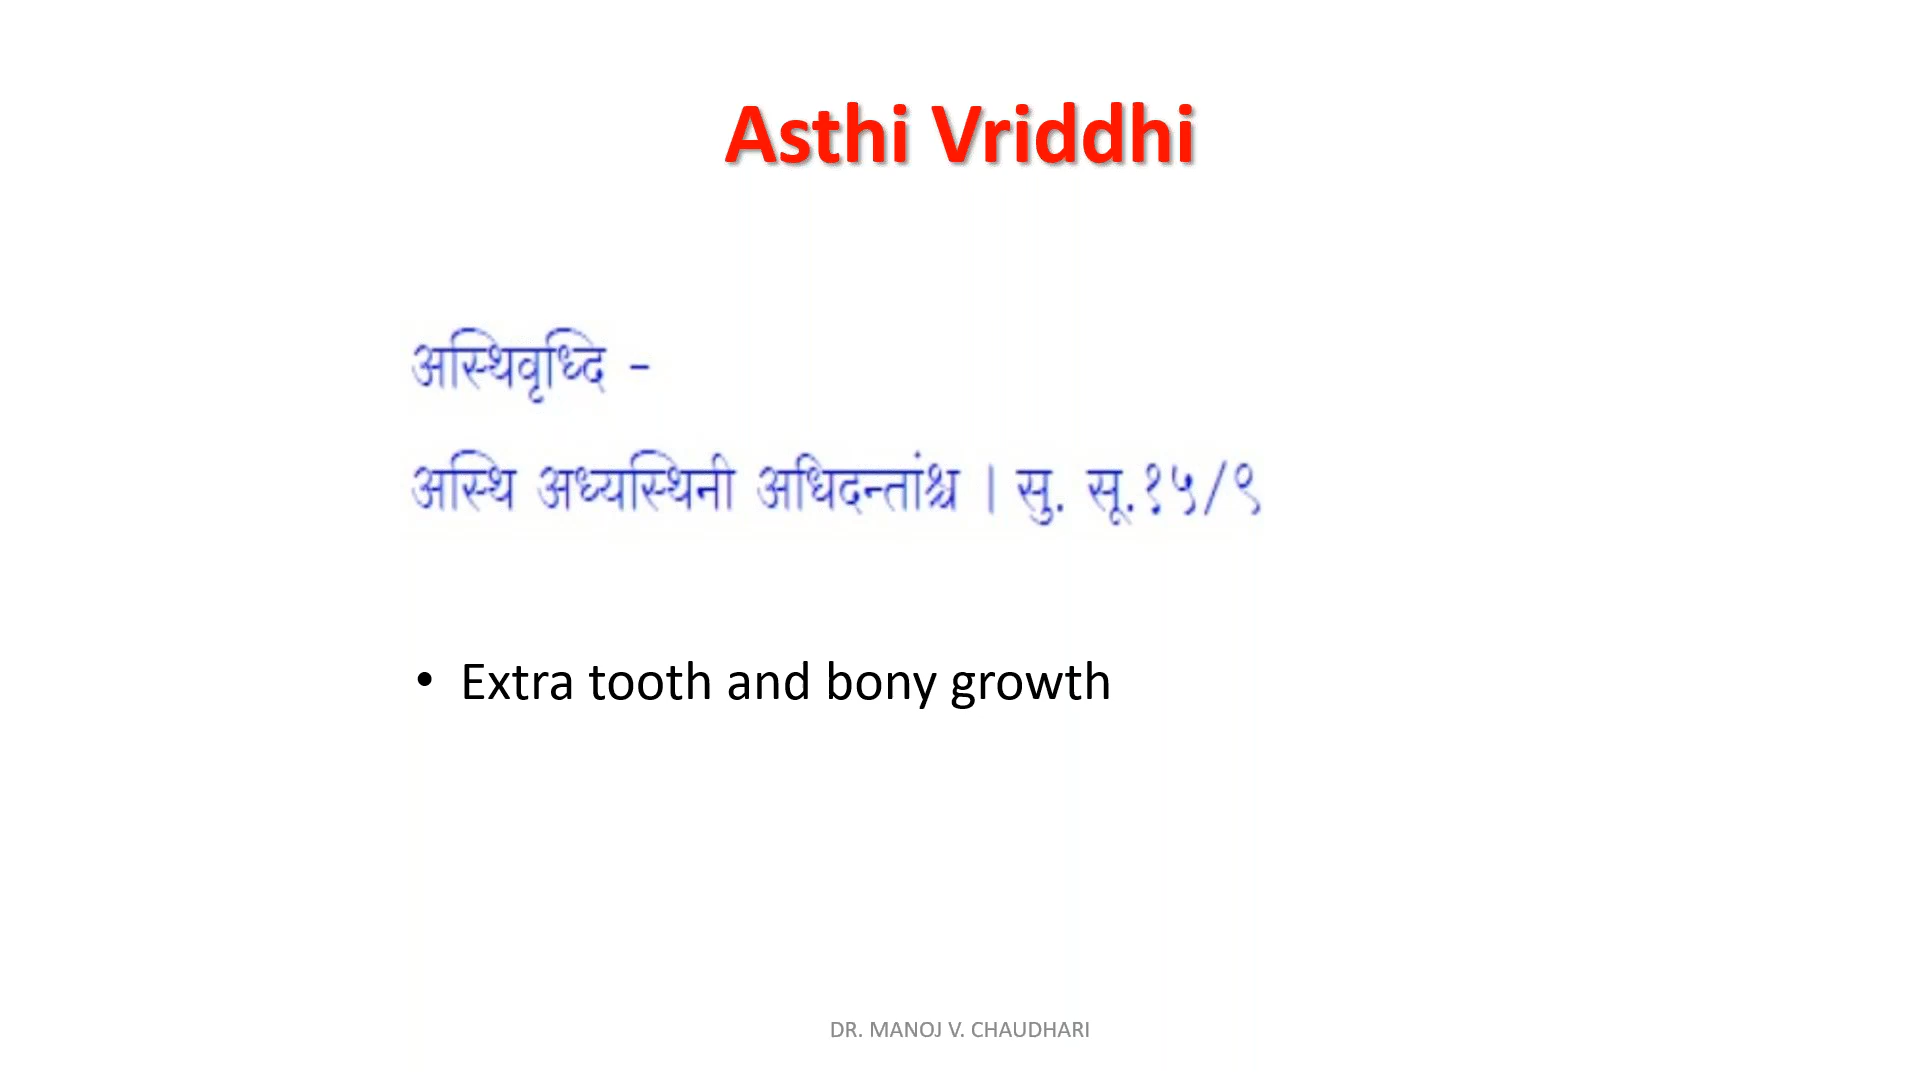 Asthi Vriddhi
अस्थिवृध्दि -
अस्थि अध्यस्थिनी अधिदन्तांश्च । सु. सू.१५/९
• Extra tooth and bony growth
DR. MANOJ V. CHAUDHARI